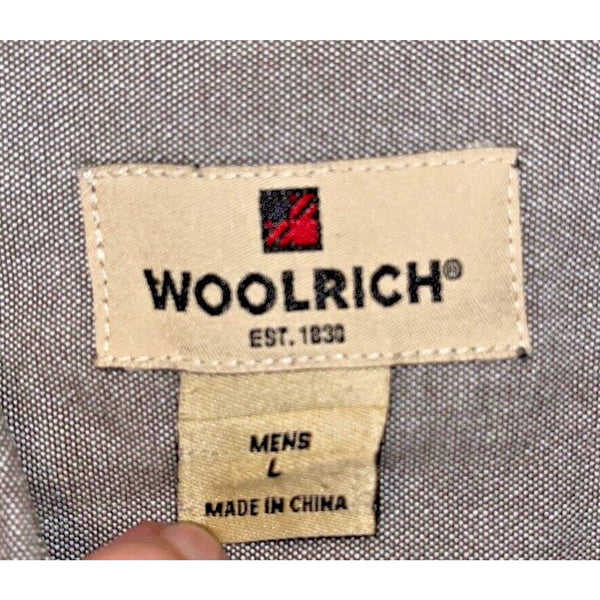 WOOLRICH®
EST. 1830
MENS
L
MADE IN CHINA